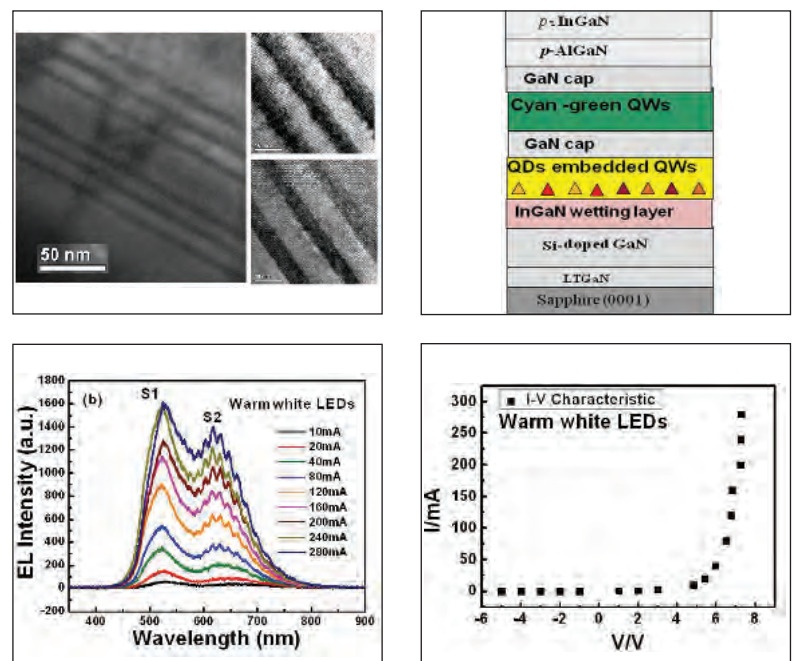 50 nm
p-InGaN
p-AlGaN
GaN cap
Cyan -green QWs
GaN cap
QDs embedded QWs
InGaN wetting layer
Si-doped GaN
LTGaN
Sapphire (0001)
EL Intensity (a.u.)
1800
1600
1400
1200
1000
800
600
400
200
0
-200
(b)
S1
S2
Warm white LEDs
10mA
20mA
40mA
80mA
120mA
160mA
200mA
240mA
280mA
400 500 600 700 800 900
Wavelength (nm)
I/mA
300
250
200
150
100
50
0
I-V Characteristic
Warm white LEDs
-6 -4 -2 0 2 4 6 8
V/V